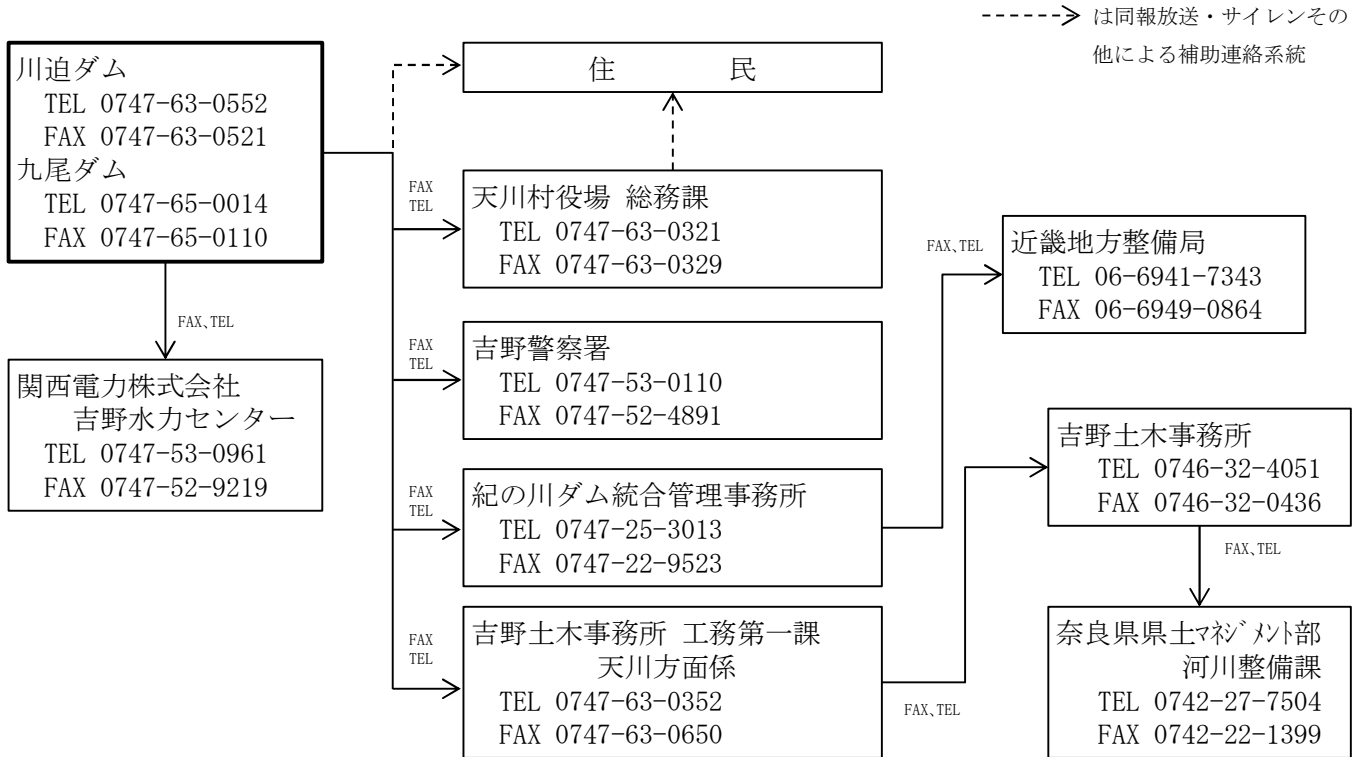 は同報放送・サイレンその
他による補助連絡系統
川迫ダム
TEL 0747-63-0552
FAX 0747-63-0521
九尾ダム
TEL 0747-65-0014
FAX 0747-65-0110
FAX、TEL
関西電力株式会社
吉野水力センター
TEL 0747-53-0961
FAX 0747-52-9219
住　　　　民
FAX
TEL
天川村役場 総務課
TEL 0747-63-0321
FAX 0747-63-0329
FAX
TEL
吉野警察署
TEL 0747-53-0110
FAX 0747-52-4891
FAX
TEL
紀の川ダム統合管理事務所
TEL 0747-25-3013
FAX 0747-22-9523
FAX
TEL
吉野土木事務所 工務第一課
天川方面係
TEL 0747-63-0352
FAX 0747-63-0650
FAX、TEL
近畿地方整備局
TEL 06-6941-7343
FAX 06-6949-0864
FAX、TEL
吉野土木事務所
TEL 0746-32-4051
FAX 0746-32-0436
FAX、TEL
奈良県県土ﾏﾈｼﾞﾒﾝﾄ部
河川整備課
TEL 0742-27-7504
FAX 0742-22-1399